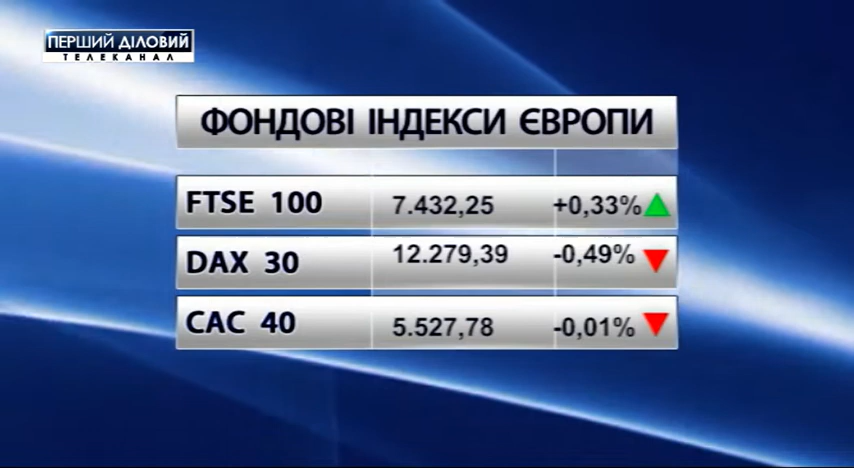 ПЕРШИЙ ДІЛОВИЙ
ТЕЛЕКАНАЛ
ФОНДОВІ ІНДЕКСИ ЄВРОПИ
FTSE 100 7.432,25 +0,33%
DAX 30 12.279,39 -0,49%
CAC 40 5.527,78 -0,01%